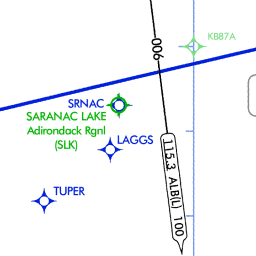 KB87A
006
SRNAC
SARANAC LAKE
Adirondack Rgnl
(SLK)
LAGGS
115.3 ALB(L) 100
TUPER